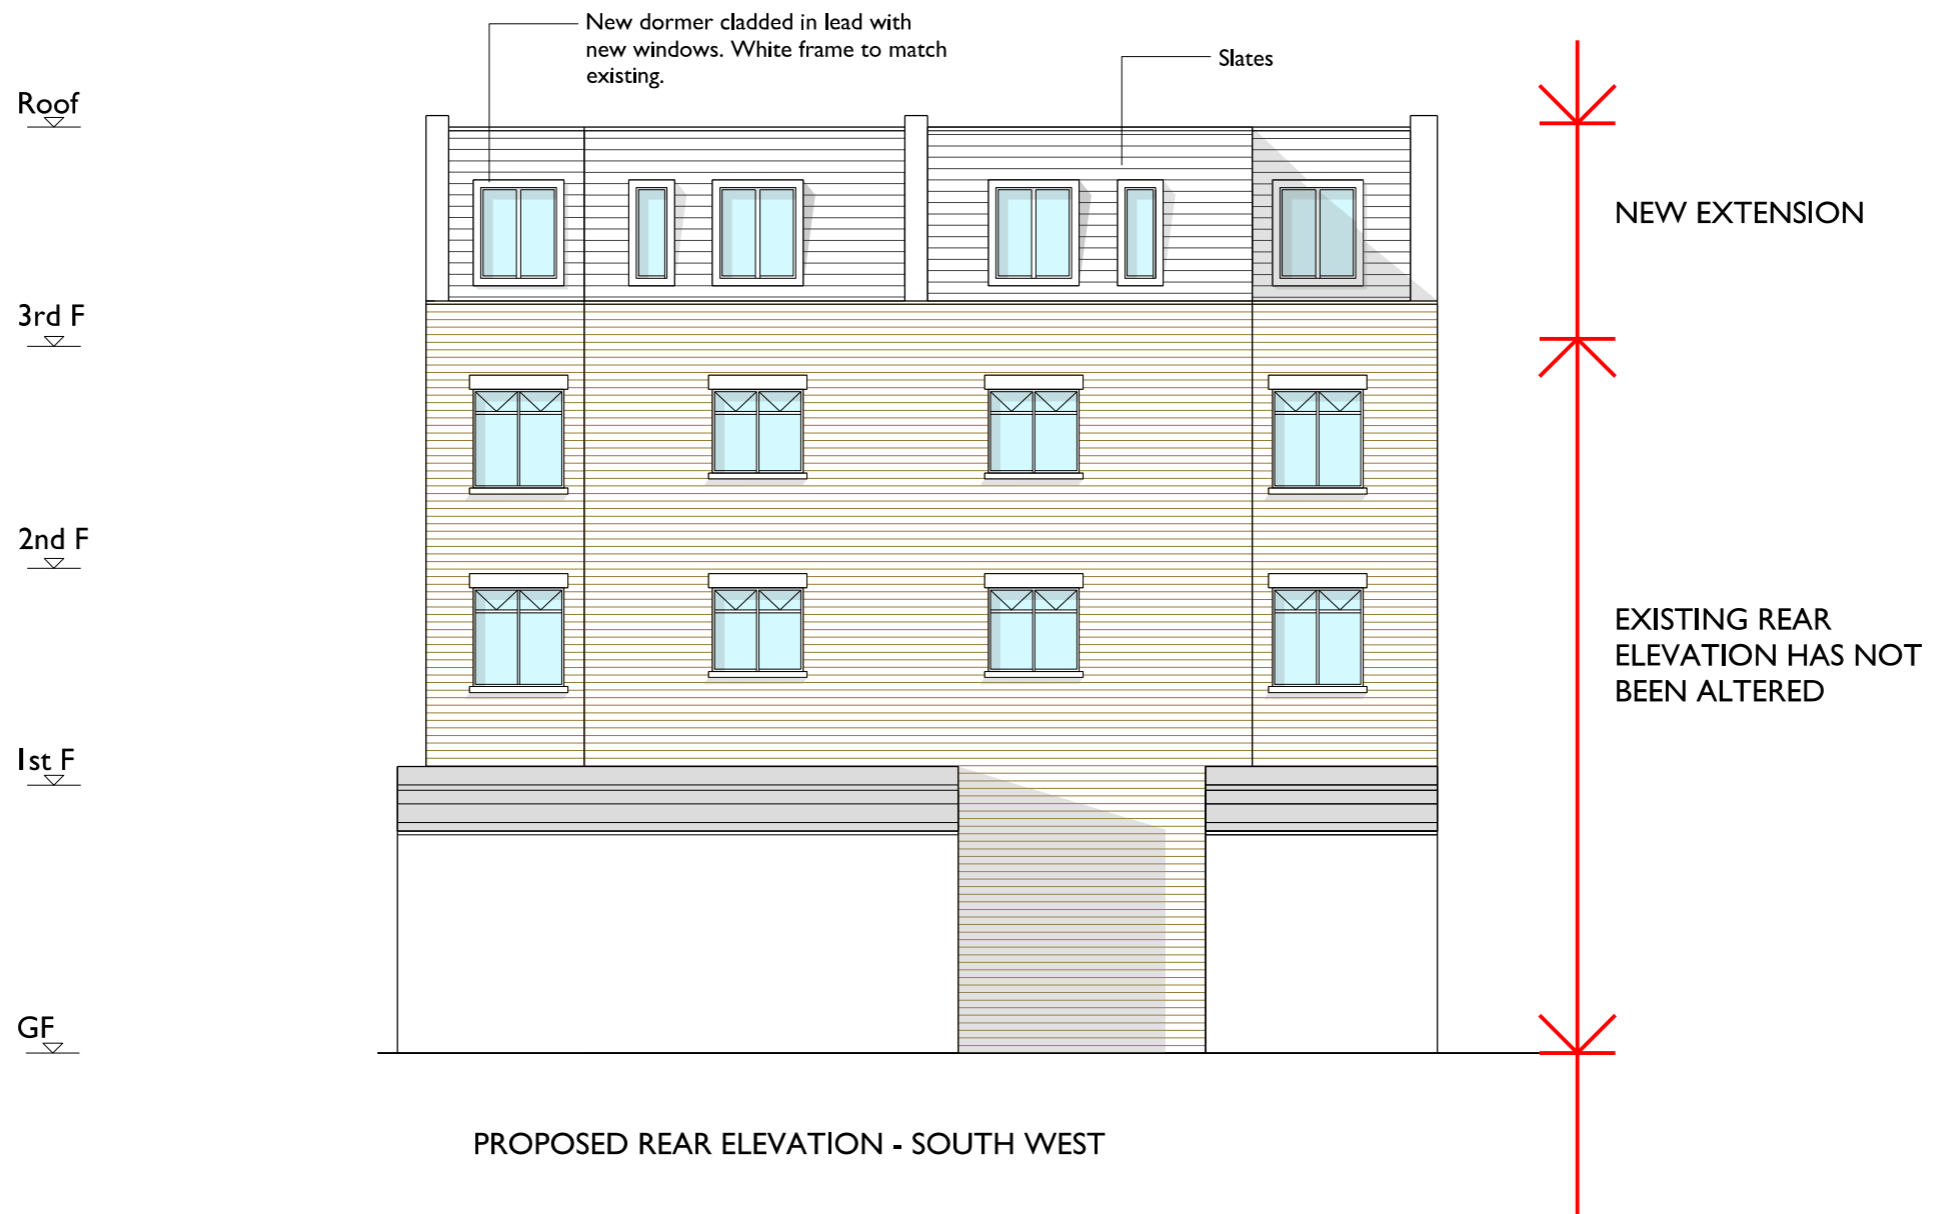 New dormer cladded in lead with
new windows. White frame to match
existing.
Slates
Roof
NEW EXTENSION
3rd F
2nd F
EXISTING REAR
ELEVATION HAS NOT
BEEN ALTERED
1st F
GF
PROPOSED REAR ELEVATION - SOUTH WEST